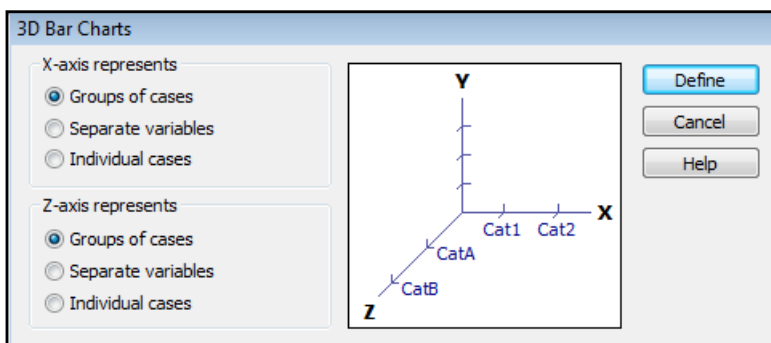 3D Bar Charts
X-axis represents
Groups of cases
Separate variables
Individual cases
Z-axis represents
Groups of cases
Separate variables
Individual cases
Y
X
Cat1 Cat2
CatA
CatB
Z
Define
Cancel
Help